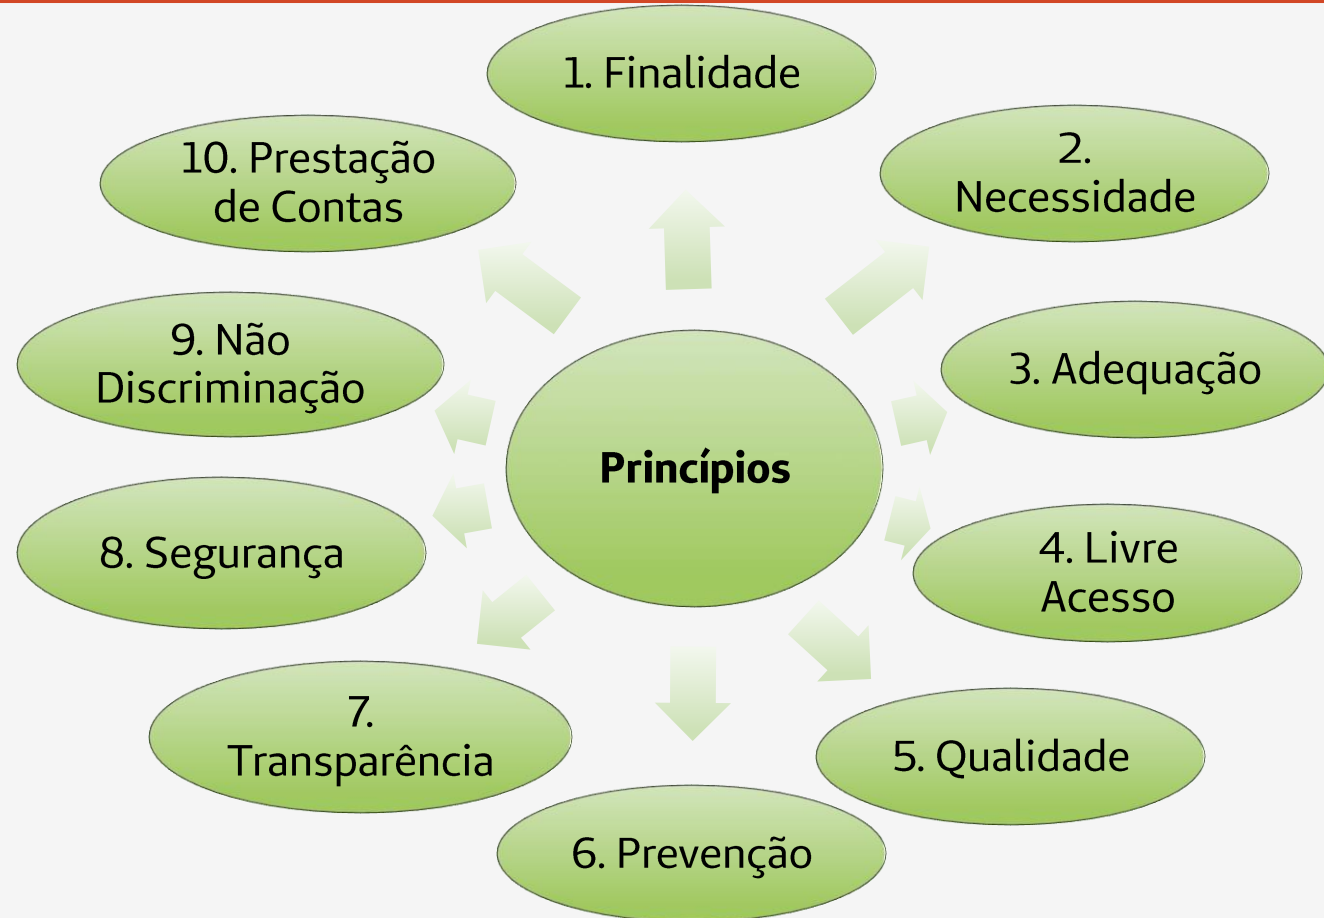 1. Finalidade
2.
Necessidade
3. Adequação
4. Livre
Acesso
5. Qualidade
6. Prevenção
7.
Transparência
8. Segurança
9. Não
Discriminação
10. Prestação
de Contas
Princípios